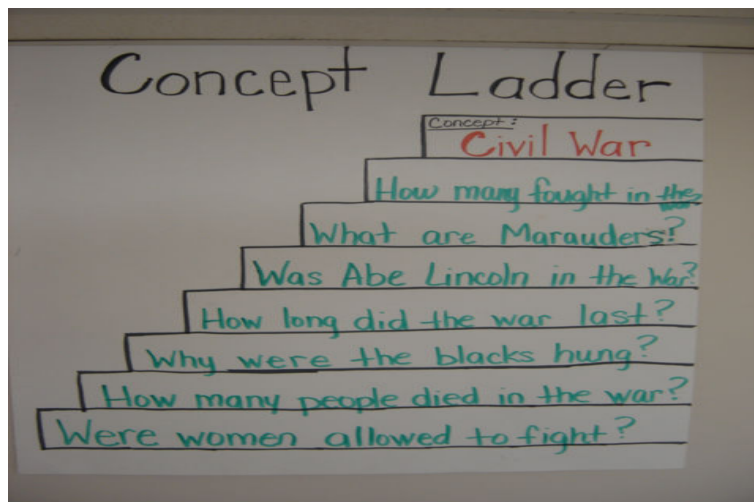 Concept Ladder
Concept:
Civil War
How many fought in the war?
What are Marauders?
Was Abe Lincoln in the war?
How long did the war last?
Why were the blacks hung?
How many people died in the war?
Were women allowed to fight?